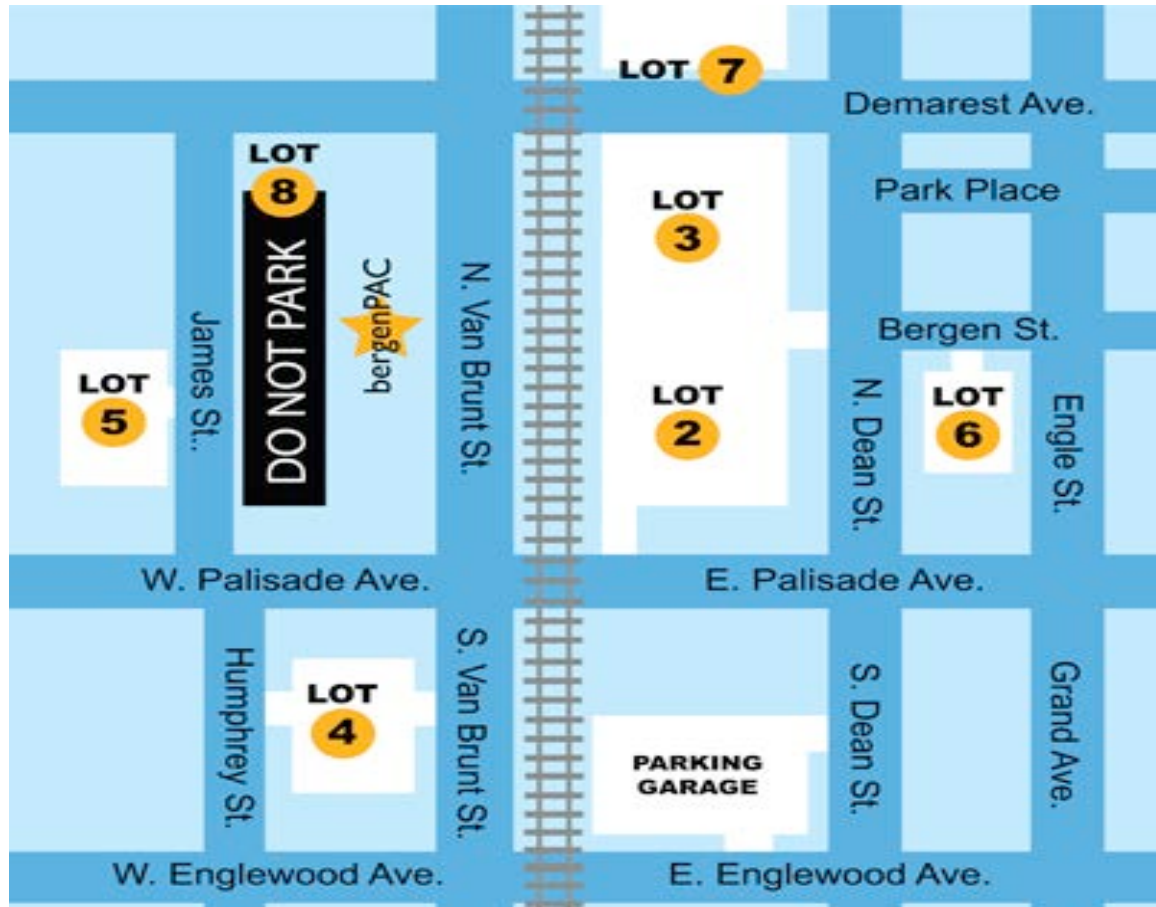 LOT 7
Demarest Ave.
LOT
8
DO NOT PARK
bergenPAC
N. Van Brunt St.
James St..
LOT
5
LOT
3
LOT
2
Park Place
Bergen St.
N. Dean St.
LOT
6
Engle St.
W. Palisade Ave.
E. Palisade Ave.
Humphrey St.
LOT
4
S. Van Brunt St.
PARKING
GARAGE
S. Dean St.
Grand Ave.
W. Englewood Ave.
E. Englewood Ave.